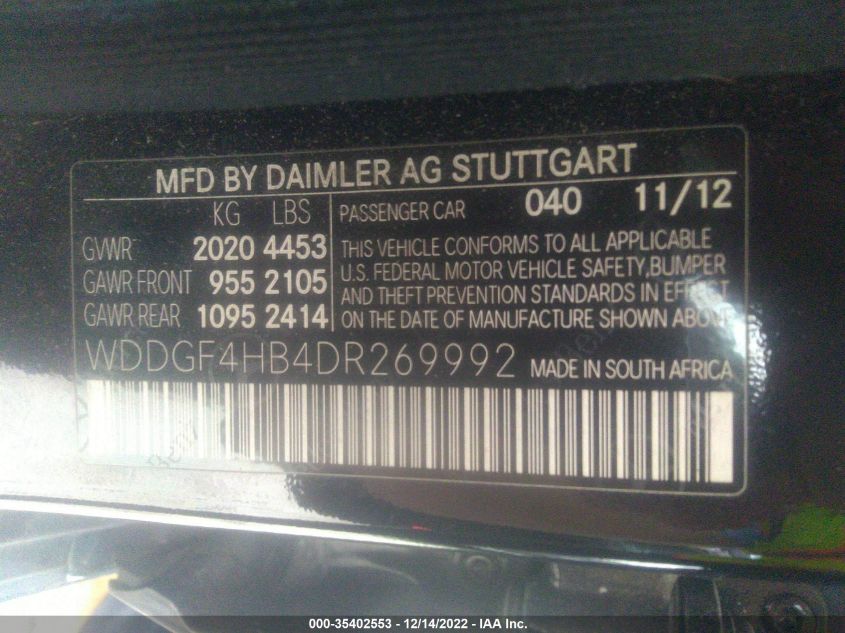 MFD BY DAIMLER AG STUTTGART
KG LBS
GVWR 2020 4453
GAWR FRONT 955 2105
GAWR REAR 1095 2414
PASSENGER CAR 040 11/12
THIS VEHICLE CONFORMS TO ALL APPLICABLE
U.S. FEDERAL MOTOR VEHICLE SAFETY,BUMPER
AND THEFT PREVENTION STANDARDS IN EFFECT
ON THE DATE OF MANUFACTURE SHOWN ABOVE
WDDGF4HB4DR269992 MADE IN SOUTH AFRICA
000-35402553 - 12/14/2022 - IAA Inc.